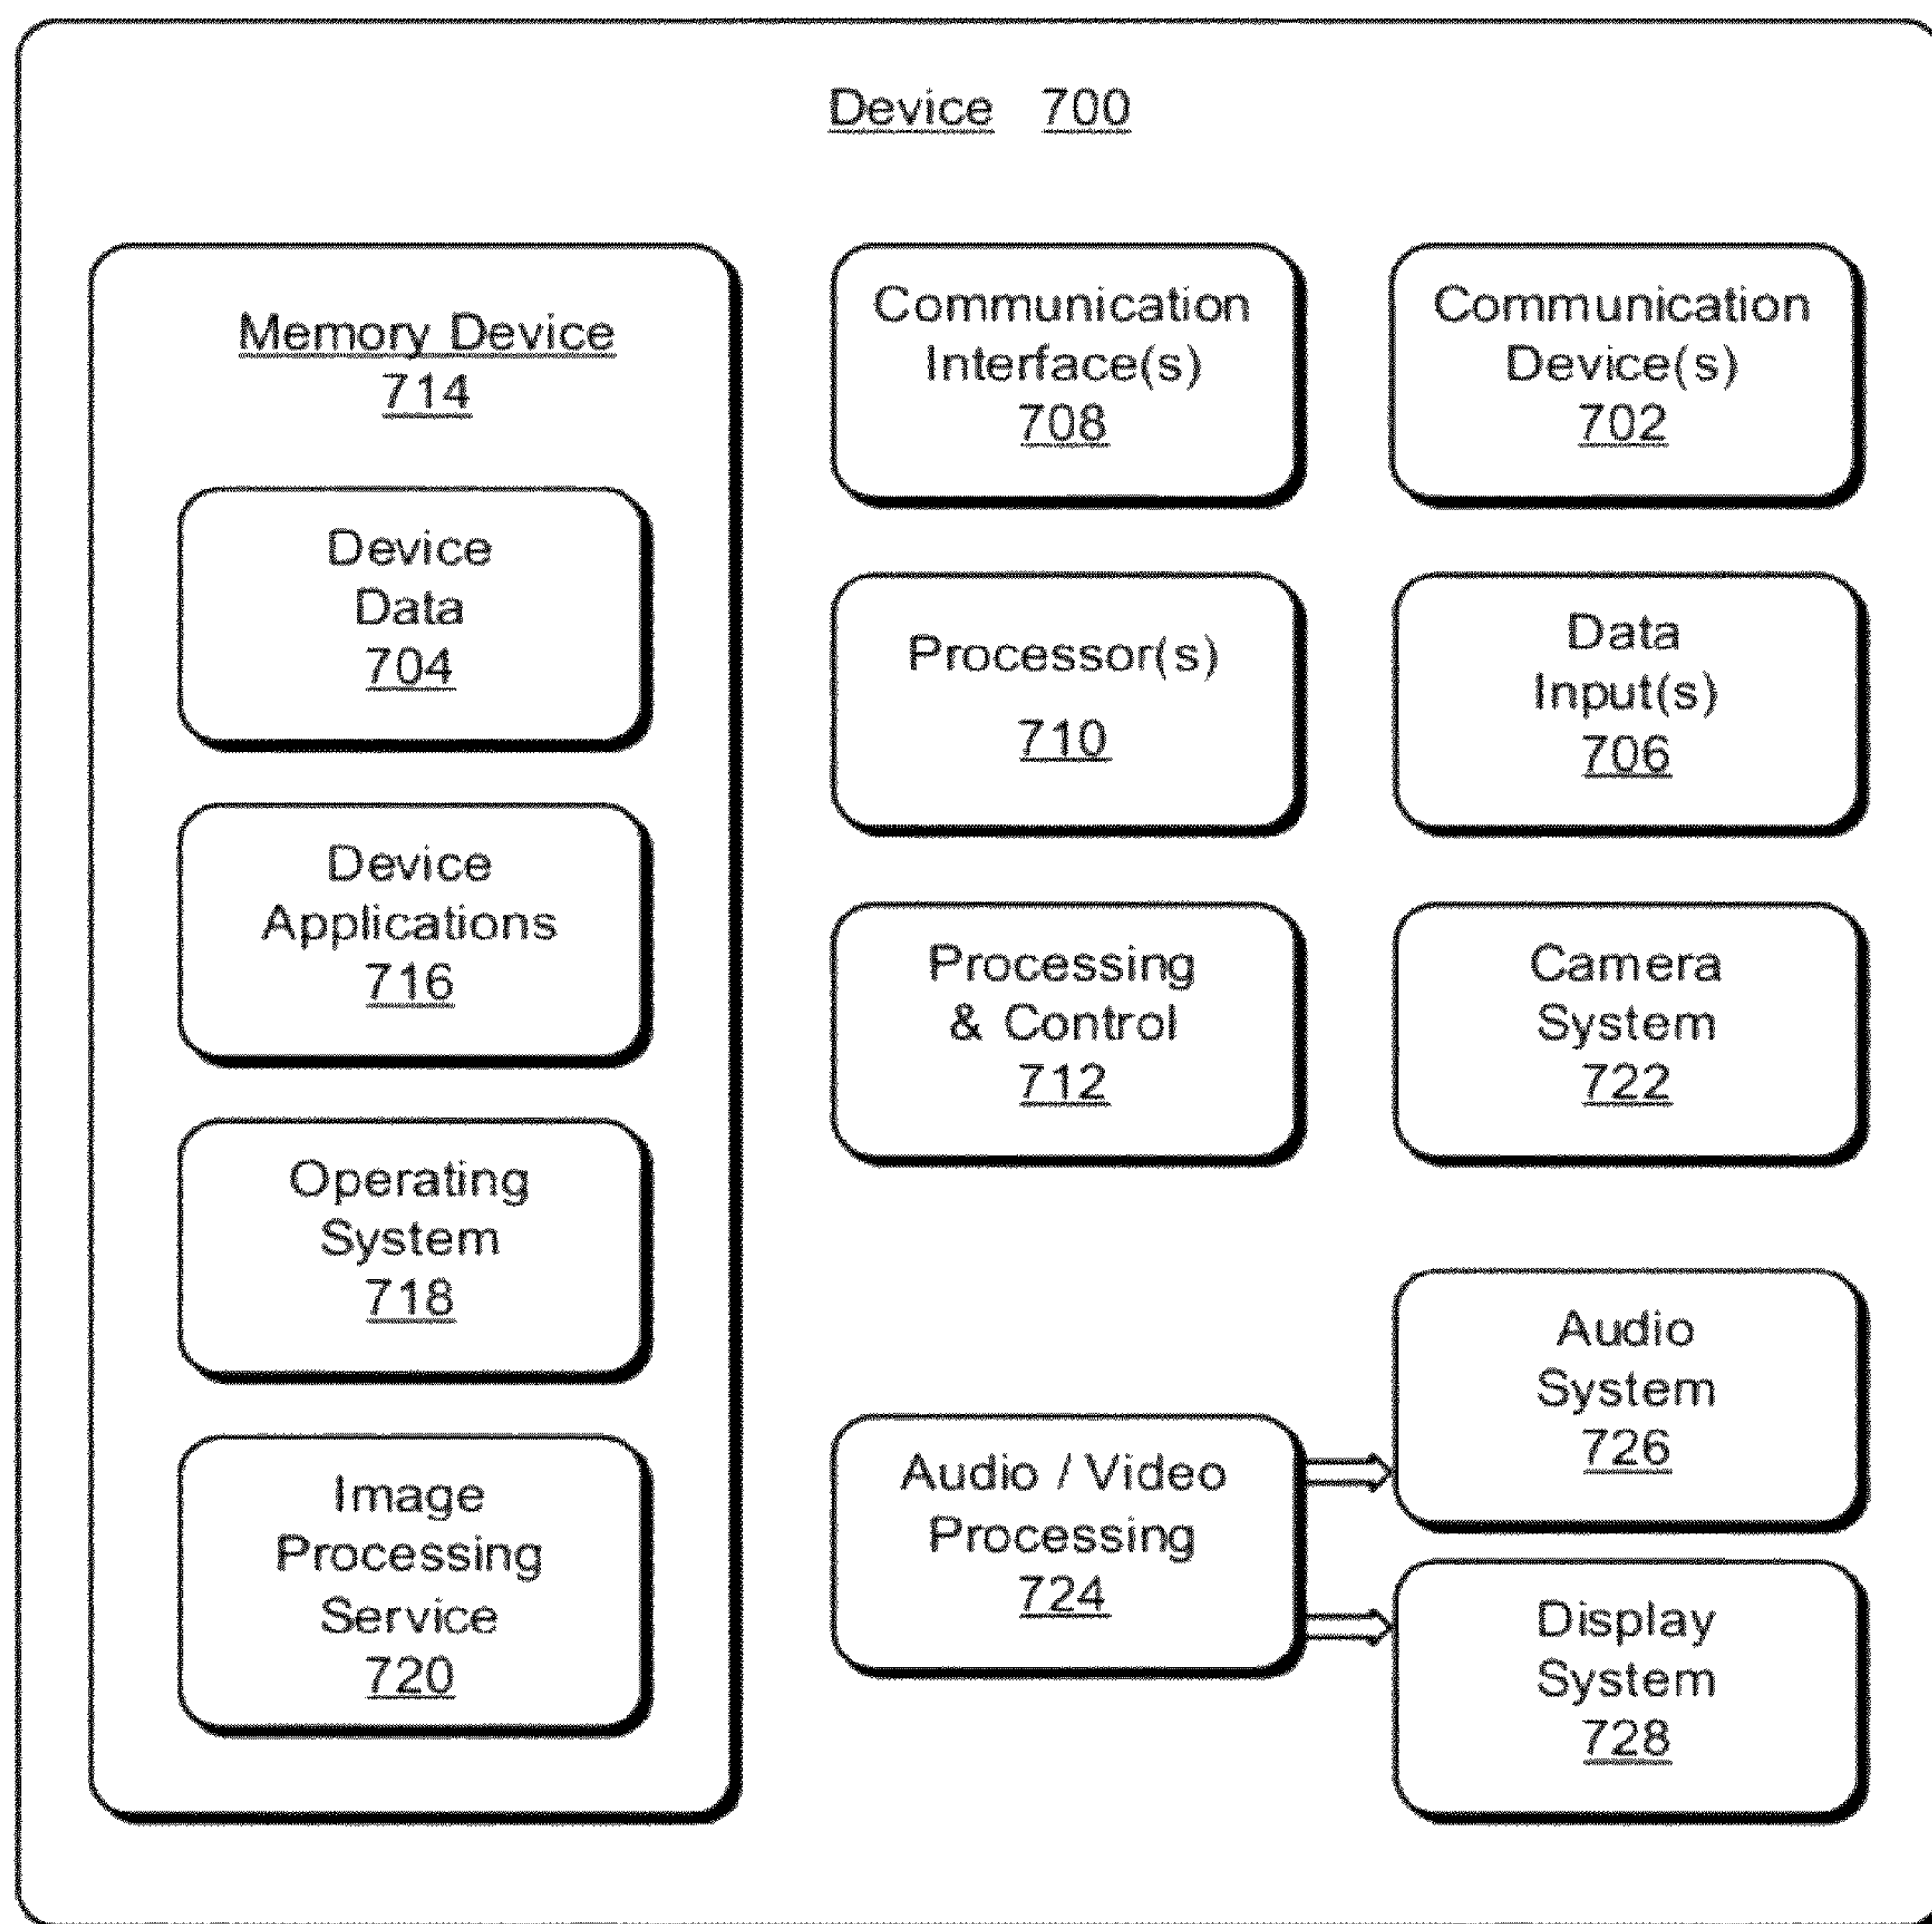 Device 700
Memory Device
714
Device
Data
704
Device
Applications
716
Operating
System
718
Image
Processing
Service
720
Communication
Interface(s)
708
Communication
Device(s)
702
Processor(s)
710
Data
Input(s)
706
Processing
& Control
712
Camera
System
722
Audio / Video
Processing
724
Audio
System
726
Display
System
728